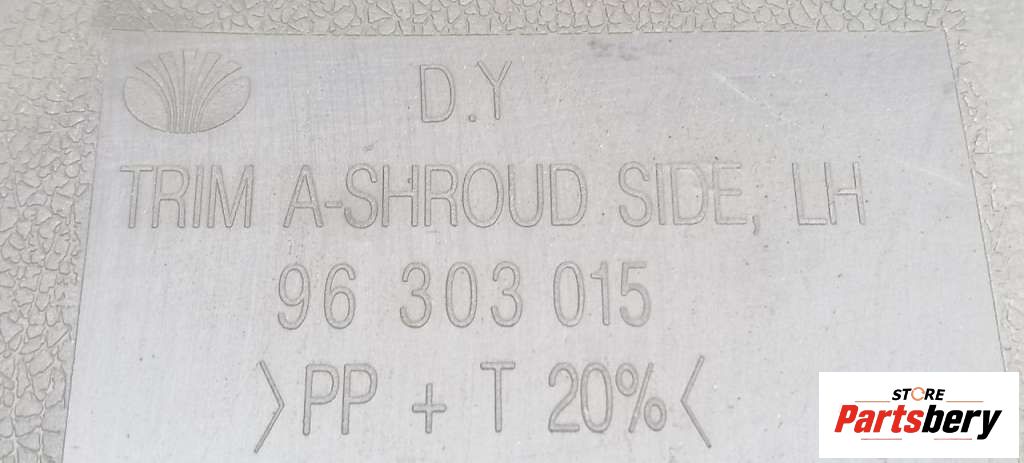 D.Y
TRIM A-SHROUD SIDE, LH
96 303 015
>PP + T 20%<
STORE
Partsbery